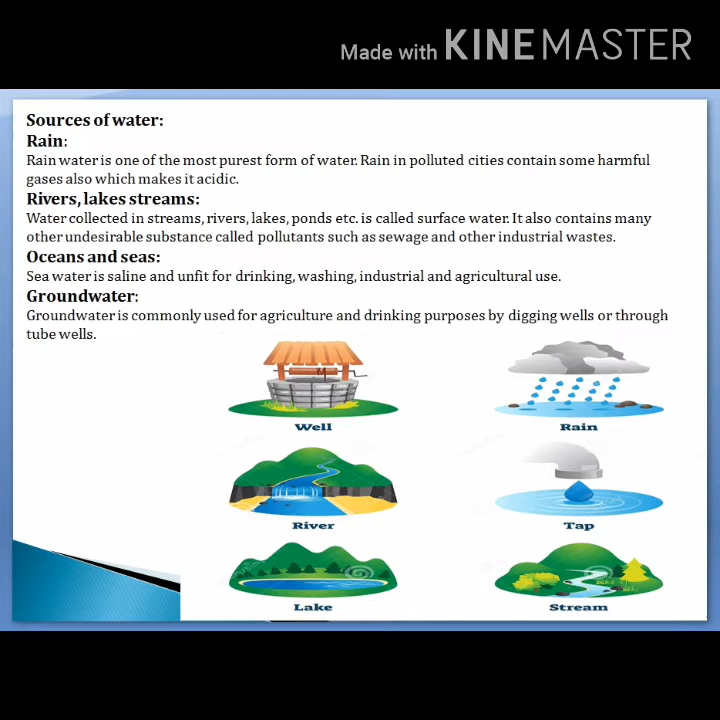 Made with KINEMASTER
Sources of water:
Rain:
Rain water is one of the most purest form of water. Rain in polluted cities contain some harmful
gases also which makes it acidic.
Rivers, lakes streams:
Water collected in streams, rivers, lakes, ponds etc. is called surface water. It also contains many
other undesirable substance called pollutants such as sewage and other industrial wastes.
Oceans and seas:
Sea water is saline and unfit for drinking, washing, industrial and agricultural use.
Groundwater:
Groundwater is commonly used for agriculture and drinking purposes by digging wells or through
tube wells.
Well
Rain
River
Tap
Lake
Stream